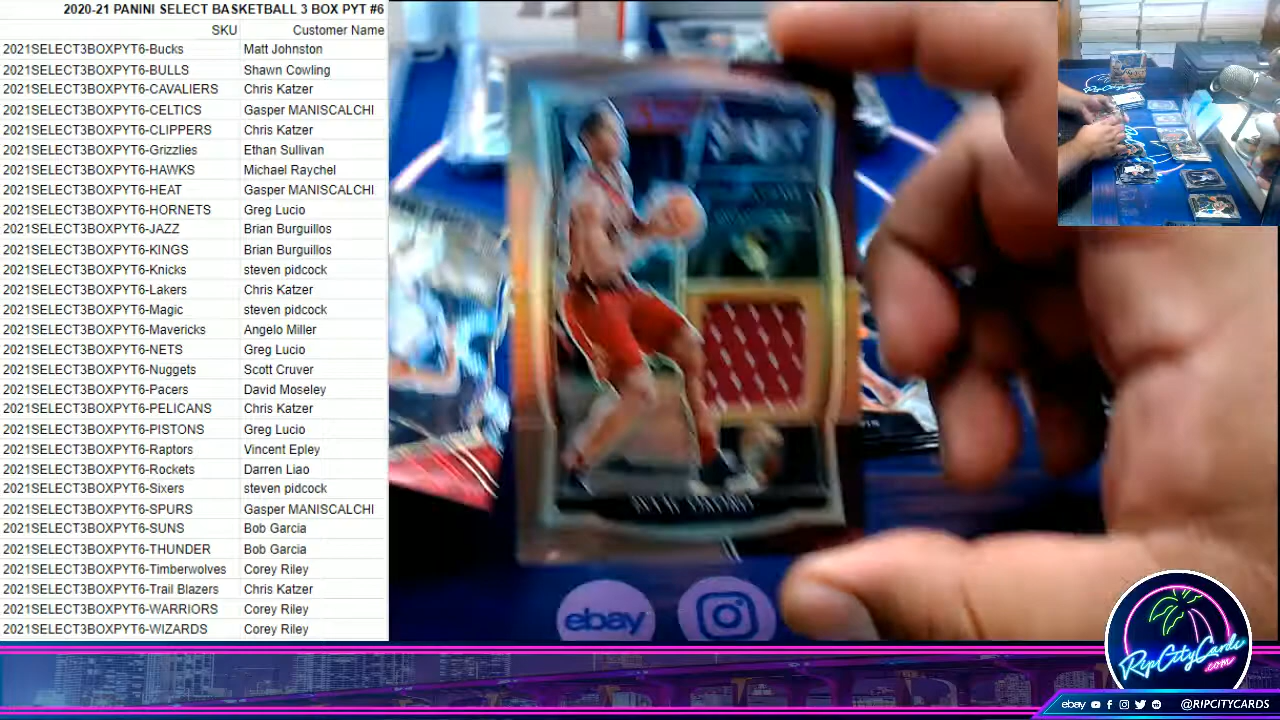 2020-21 PANINI SELECT BASKETBALL 3 BOX PYT #6
SKU Customer Name
2021SELECT3BOXPYT6-Bucks Matt Johnston
2021SELECT3BOXPYT6-BULLS Shawn Cowling
2021SELECT3BOXPYT6-CAVALIERS Chris Katzer
2021SELECT3BOXPYT6-CELTICS Gasper MANISCALCHI
2021SELECT3BOXPYT6-CLIPPERS Chris Katzer
2021SELECT3BOXPYT6-Grizzlies Ethan Sullivan
2021SELECT3BOXPYT6-HAWKS Michael Raychel
2021SELECT3BOXPYT6-HEAT Gasper MANISCALCHI
2021SELECT3BOXPYT6-HORNETS Greg Lucio
2021SELECT3BOXPYT6-JAZZ Brian Burguillos
2021SELECT3BOXPYT6-KINGS Brian Burguillos
2021SELECT3BOXPYT6-Knicks steven pidcock
2021SELECT3BOXPYT6-Lakers Chris Katzer
2021SELECT3BOXPYT6-Magic steven pidcock
2021SELECT3BOXPYT6-Mavericks Angelo Miller
2021SELECT3BOXPYT6-NETS Greg Lucio
2021SELECT3BOXPYT6-Nuggets Scott Cruver
2021SELECT3BOXPYT6-Pacers David Moseley
2021SELECT3BOXPYT6-PELICANS Chris Katzer
2021SELECT3BOXPYT6-PISTONS Greg Lucio
2021SELECT3BOXPYT6-Raptors Vincent Epley
2021SELECT3BOXPYT6-Rockets Darren Liao
2021SELECT3BOXPYT6-Sixers steven pidcock
2021SELECT3BOXPYT6-SPURS Gasper MANISCALCHI
2021SELECT3BOXPYT6-SUNS Bob Garcia
2021SELECT3BOXPYT6-THUNDER Bob Garcia
2021SELECT3BOXPYT6-Timberwolves Corey Riley
2021SELECT3BOXPYT6-Trail Blazers Chris Katzer
2021SELECT3BOXPYT6-WARRIORS Corey Riley
2021SELECT3BOXPYT6-WIZARDS Corey Riley
ebay
RipCityCards
.com
ebay @RIPCITYCARDS